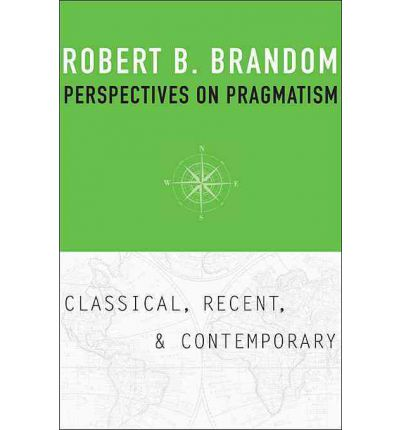 ROBERT B. BRANDOM
PERSPECTIVES ON PRAGMATISM
N
W E
S
CLASSICAL, RECENT,
& CONTEMPORARY